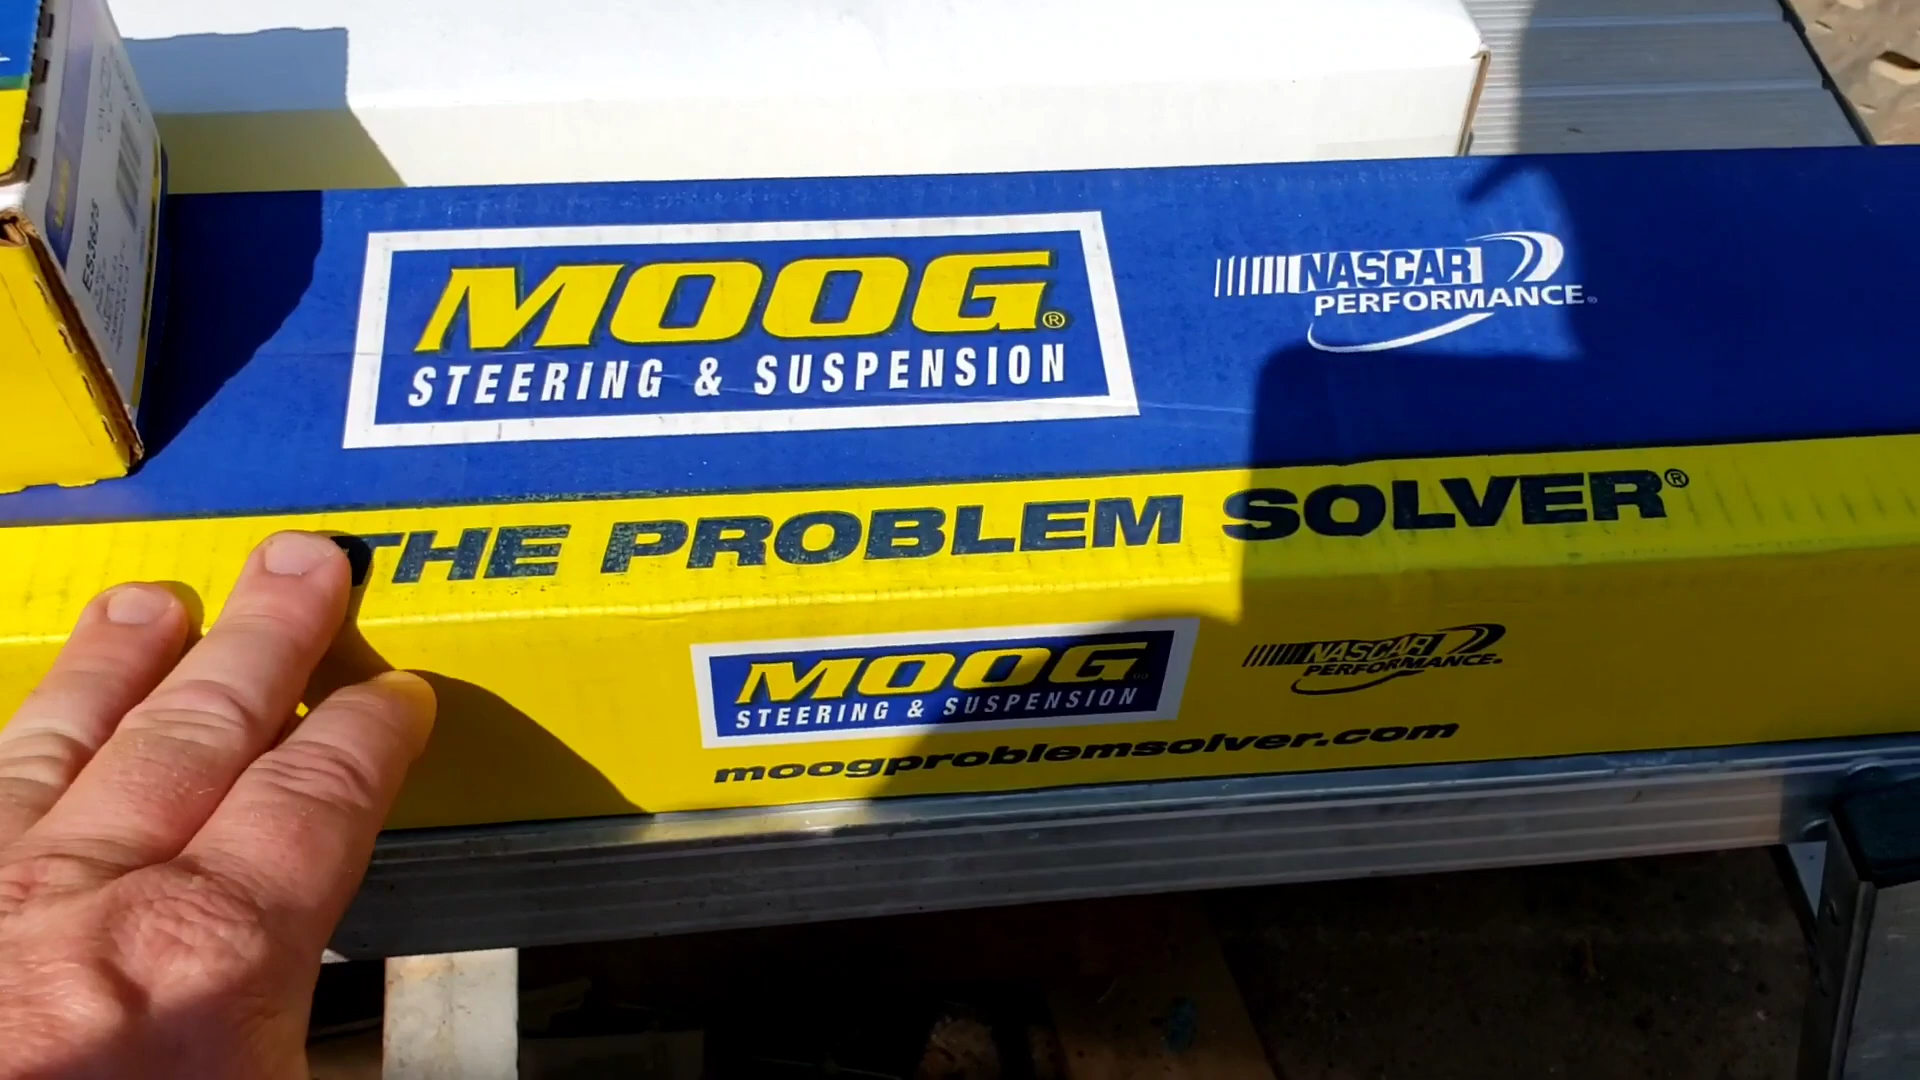 MOOG®
STEERING & SUSPENSION
NASCAR
PERFORMANCE®
THE PROBLEM SOLVER®
MOOG
STEERING & SUSPENSION
NASCAR
PERFORMANCE®
moogproblemsolver.com